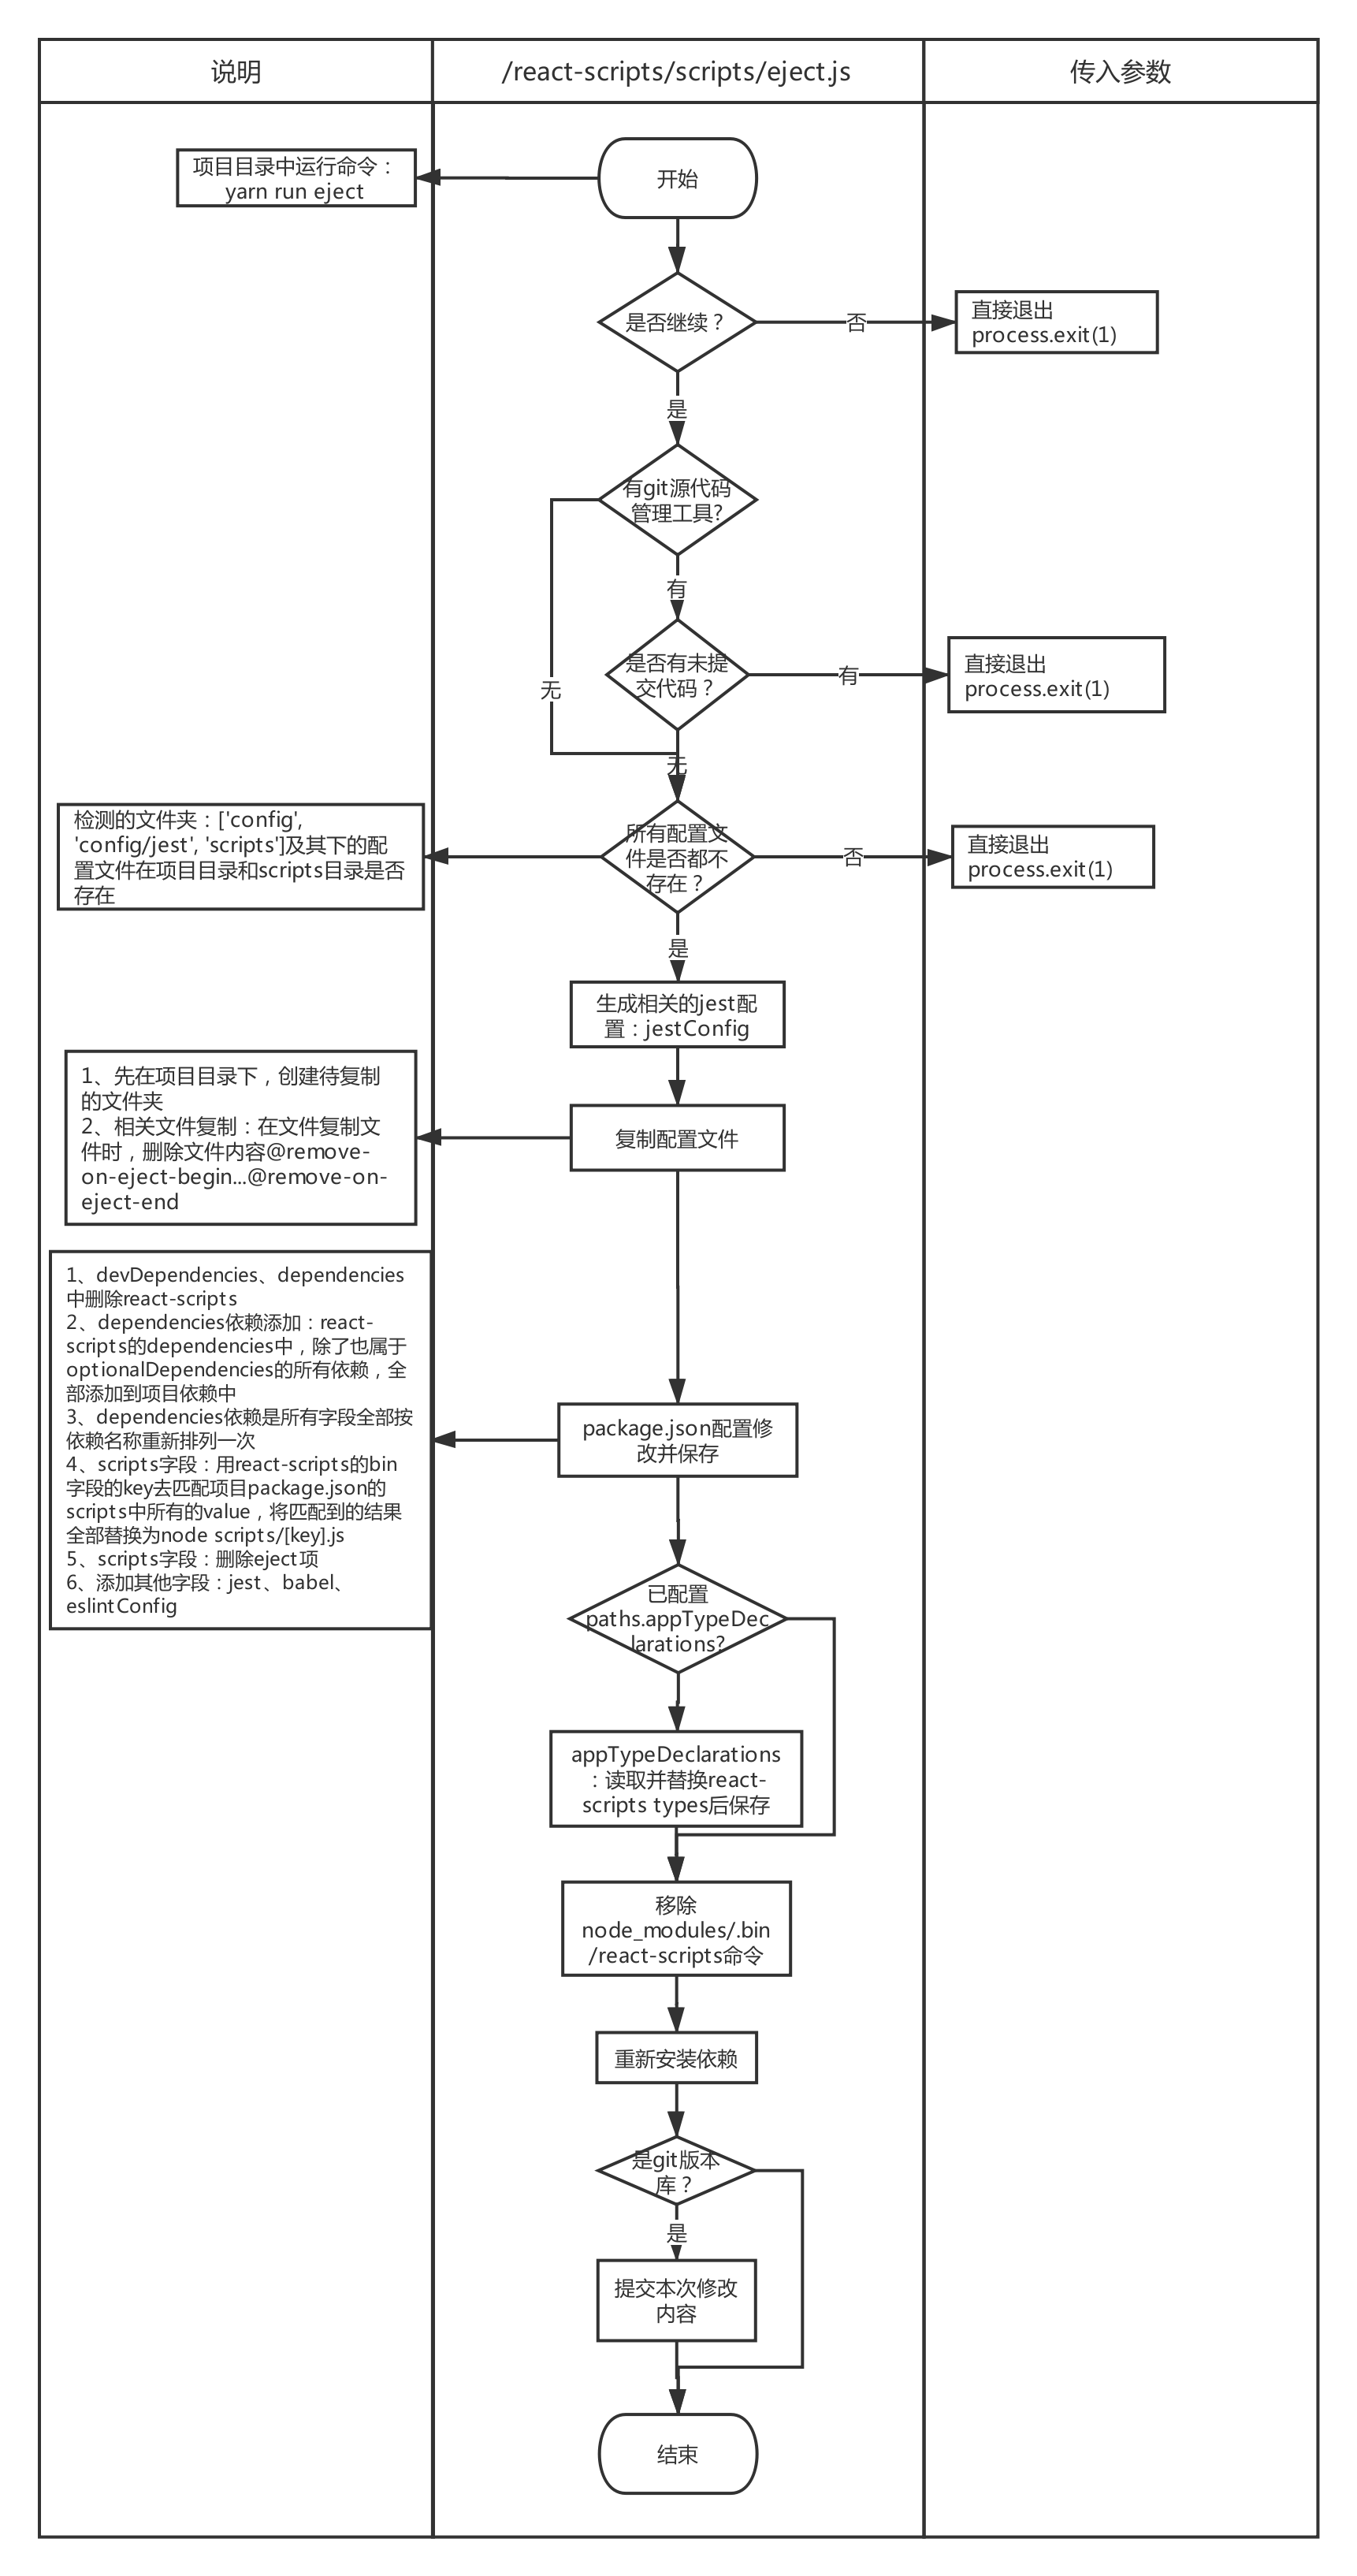 说明
/react-scripts/scripts/eject.js
传入参数
项目目录中运行命令：
yarn run eject
开始
是否继续？
否
直接退出
process.exit(1)
是
有git源代码
管理工具?
有
无
是否有未提
交代码？
有
直接退出
process.exit(1)
无
检测的文件夹：['config',
'config/jest', 'scripts']及其下的配
置文件在项目目录和scripts目录是否
存在
所有配置文
件是否都不
存在？
否
直接退出
process.exit(1)
是
生成相关的jest配
置：jestConfig
1、先在项目目录下，创建待复制
的文件夹
2、相关文件复制：在文件复制文
件时，删除文件内容@remove-
on-eject-begin...@remove-on-
eject-end
复制配置文件
1、devDependencies、dependencies
中删除react-scripts
2、dependencies依赖添加：react-
scripts的dependencies中，除了也属于
optionalDependencies的所有依赖，全
部添加到项目依赖中
3、dependencies依赖是所有字段全部按
依赖名称重新排列一次
4、scripts字段：用react-scripts的bin
字段的key去匹配项目package.json的
scripts中所有的value，将匹配到的结果
全部替换为node scripts/[key].js
5、scripts字段：删除eject项
6、添加其他字段：jest、babel、
eslintConfig
package.json配置修
改并保存
已配置
paths.appTypeDec
larations?
appTypeDeclarations
：读取并替换react-
scripts types后保存
移除
node_modules/.bin
/react-scripts命令
重新安装依赖
是git版本
库？
是
提交本次修改
内容
结束